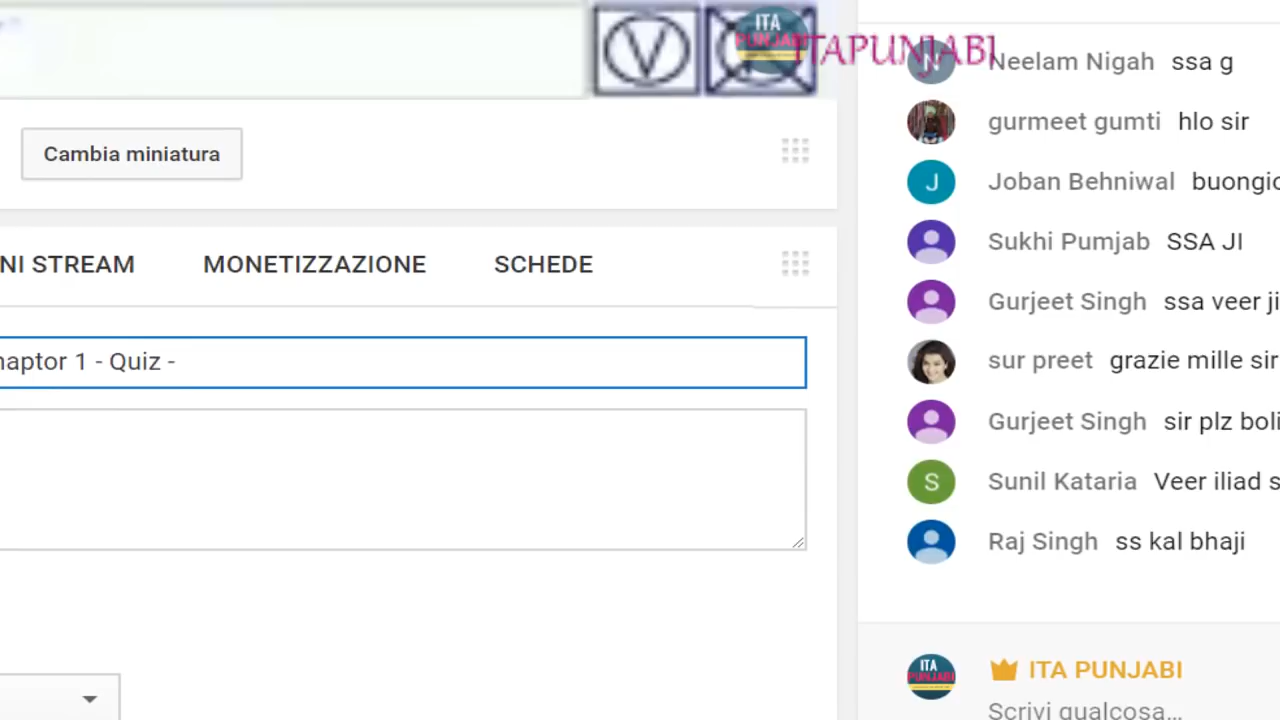 V
ITA
PUNJABI
ITAPUNJABI
Cambia miniatura
NI STREAM MONETIZZAZIONE SCHEDE
haptor 1 - Quiz -
N Neelam Nigah ssa g
gurmeet gumti hlo sir
J Joban Behniwal buongio
Sukhi Pumjab SSA JI
Gurjeet Singh ssa veer ji
sur preet grazie mille sir
Gurjeet Singh sir plz boli
S Sunil Kataria Veer iliad s
Raj Singh ss kal bhaji
ITA
PUNJABI
ITA PUNJABI
Scrivi qualcosa…